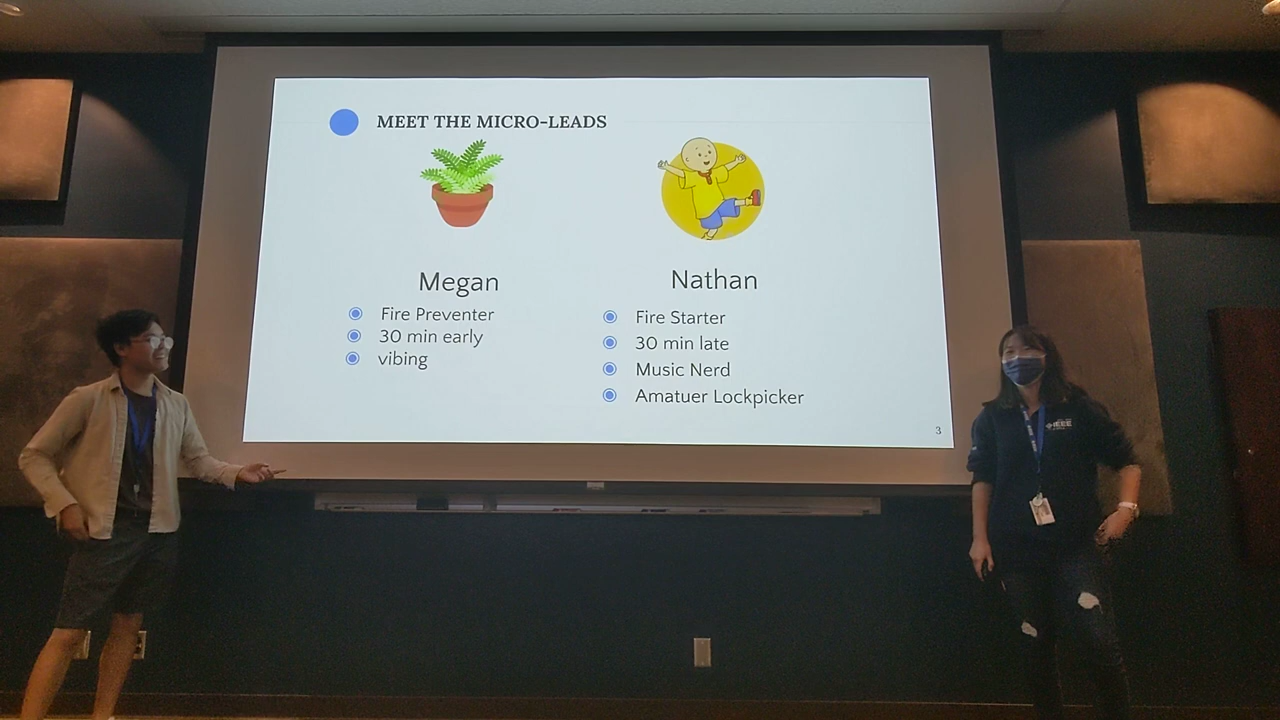 MEET THE MICRO-LEADS
Megan
Fire Preventer
30 min early
vibing
Nathan
Fire Starter
30 min late
Music Nerd
Amatuer Lockpicker
3
IEEE